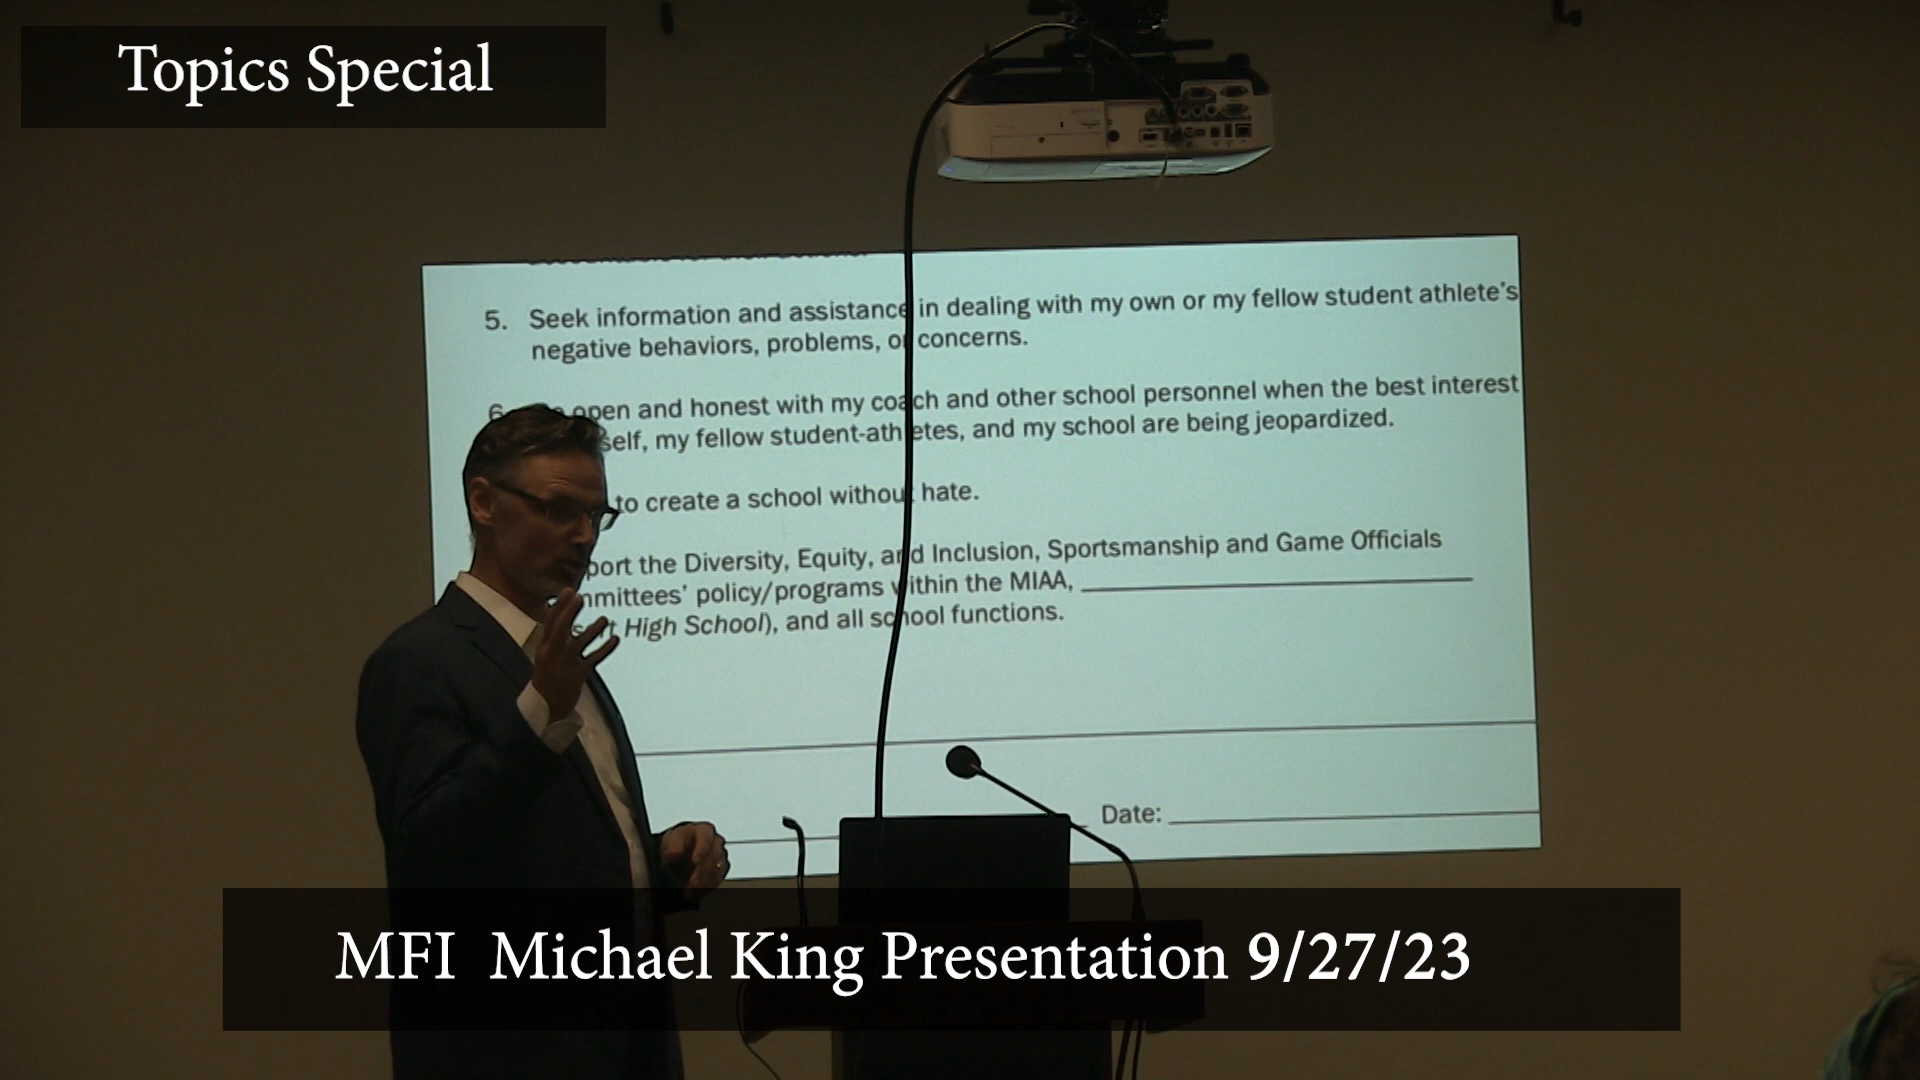 Topics Special
5. Seek information and assistance in dealing with my own or my fellow student athlete's
negative behaviors, problems, or concerns.
6. open and honest with my coach and other school personnel when the best interest
self, my fellow student-athletes, and my school are being jeopardized.
to create a school without hate.
port the Diversity, Equity, and Inclusion, Sportsmanship and Game Officials
mmittees' policy/programs within the MIAA, 
High School), and all school functions.
Date:
MFI Michael King Presentation 9/27/23